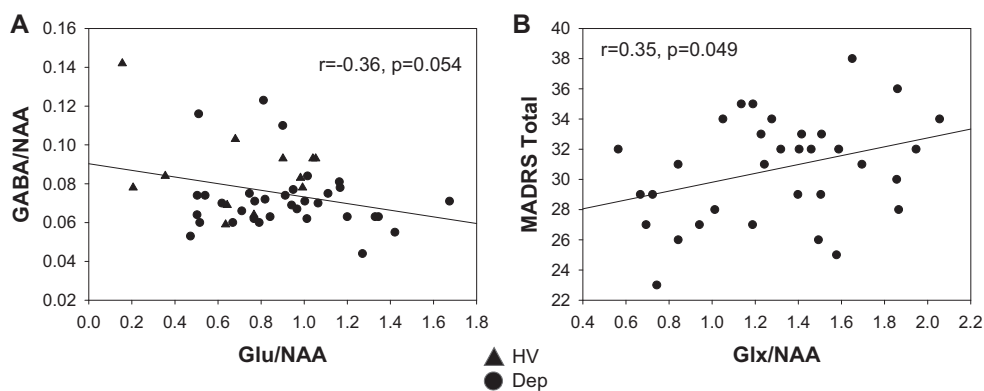 A
r=-0.36, p=0.054
GABA/NAA
0.16
0.14
0.12
0.10
0.08
0.06
0.04
0.02
0.0 0.2 0.4 0.6 0.8 1.0 1.2 1.4 1.6 1.8
Glu/NAA
B
r=0.35, p=0.049
MADRS Total
40
38
36
34
32
30
28
26
24
22
0.4 0.6 0.8 1.0 1.2 1.4 1.6 1.8 2.0 2.2
Glx/NAA
HV
Dep